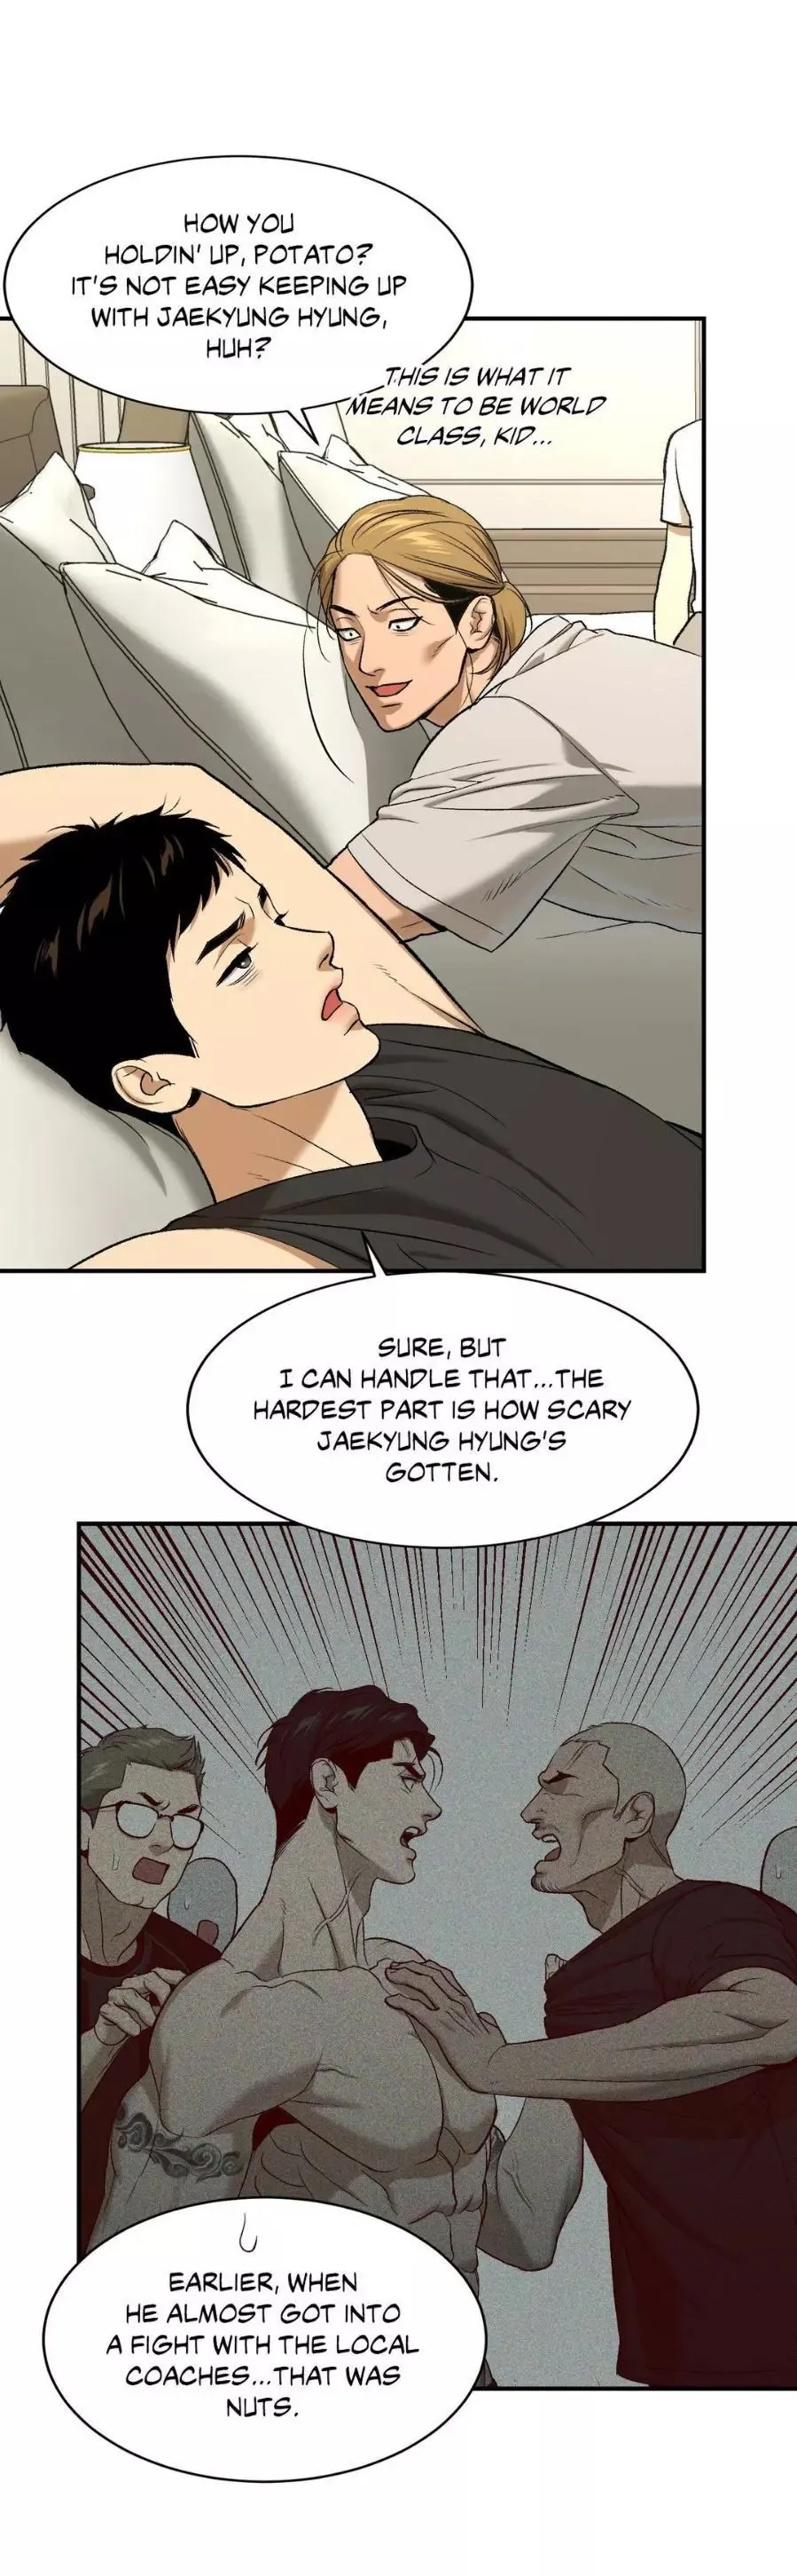 HOW YOU
HOLDIN' UP, POTATO?
IT'S NOT EASY KEEPING UP
WITH JAEKYUNG HYUNG,
HUH?
THIS IS WHAT IT
MEANS TO BE WORLD
CLASS, KID...
SURE, BUT
I CAN HANDLE THAT...THE
HARDEST PART IS HOW SCARY
JAEKYUNG HYUNG'S
GOTTEN.
EARLIER, WHEN
HE ALMOST GOT INTO
A FIGHT WITH THE LOCAL
COACHES...THAT WAS
NUTS.